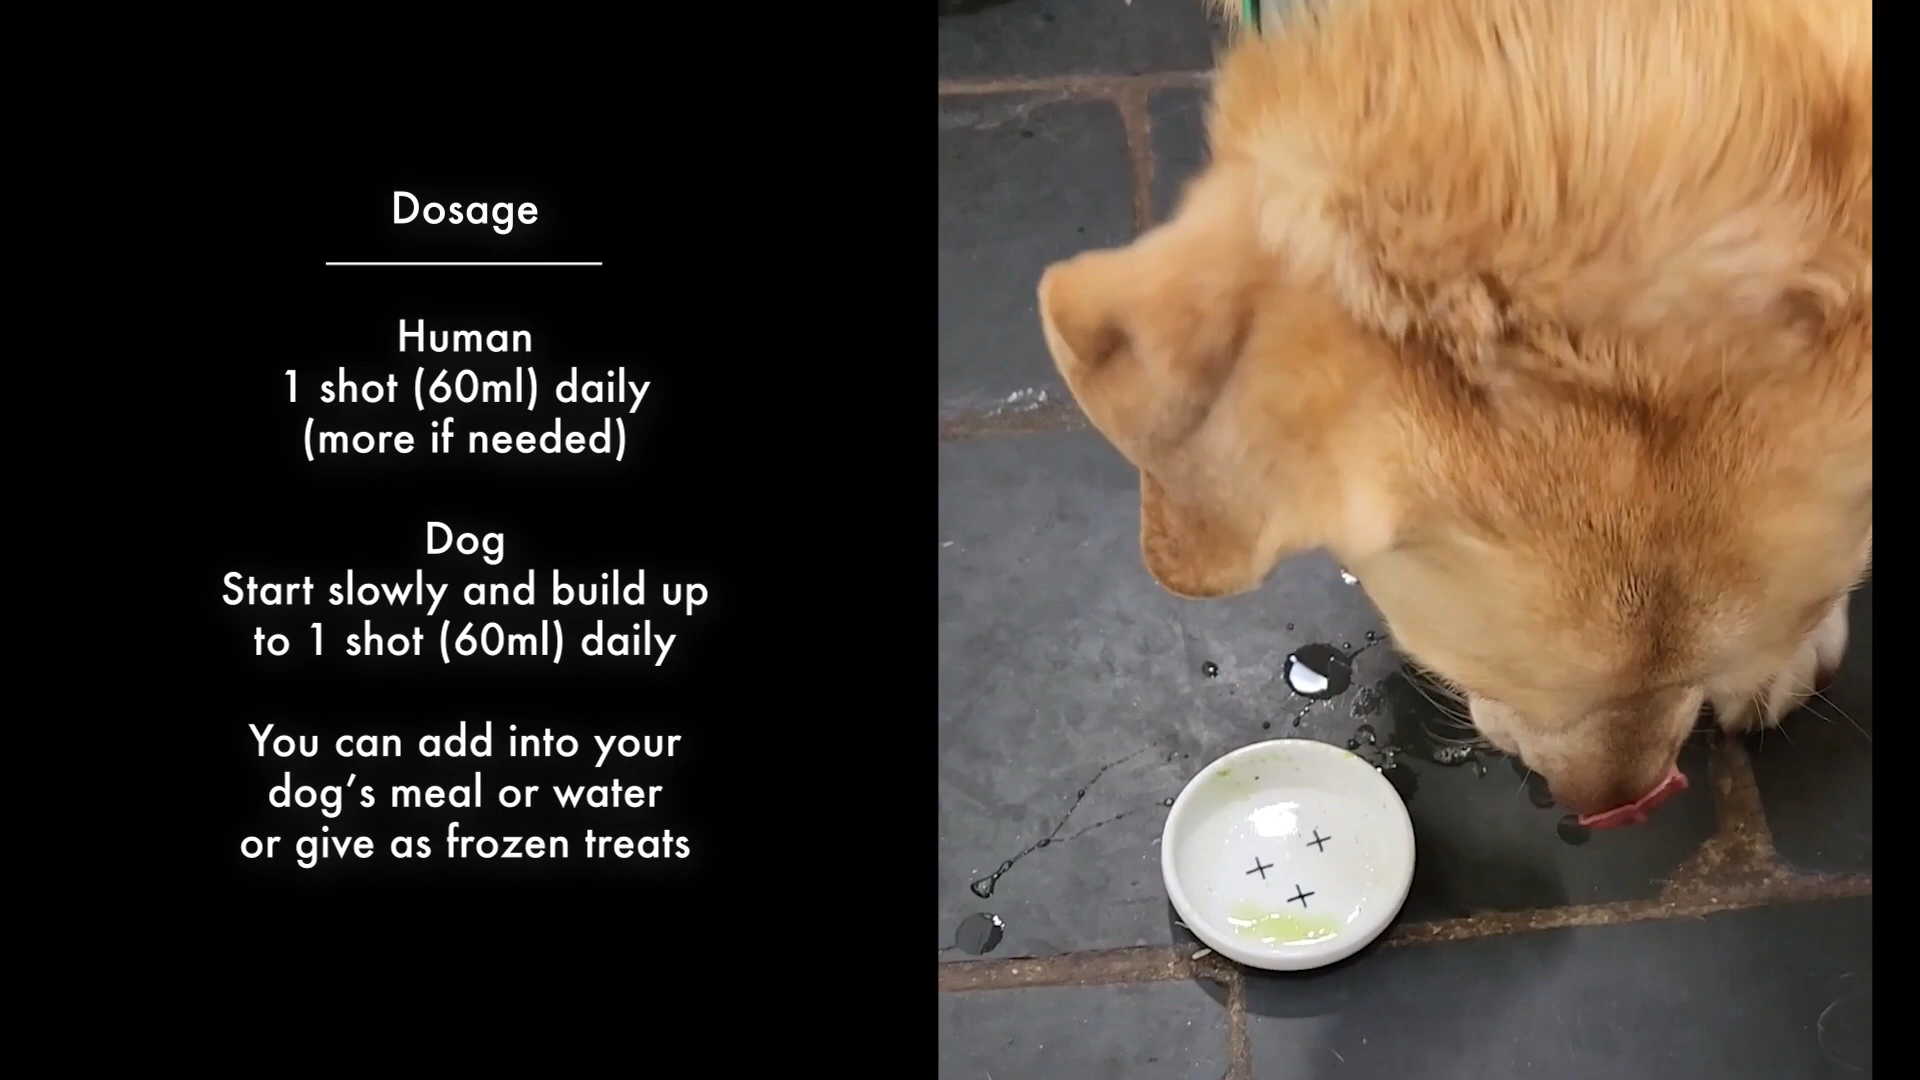 Dosage
Human
1 shot (60ml) daily
(more if needed)
Dog
Start slowly and build up
to 1 shot (60ml) daily
You can add into your
dog’s meal or water
or give as frozen treats